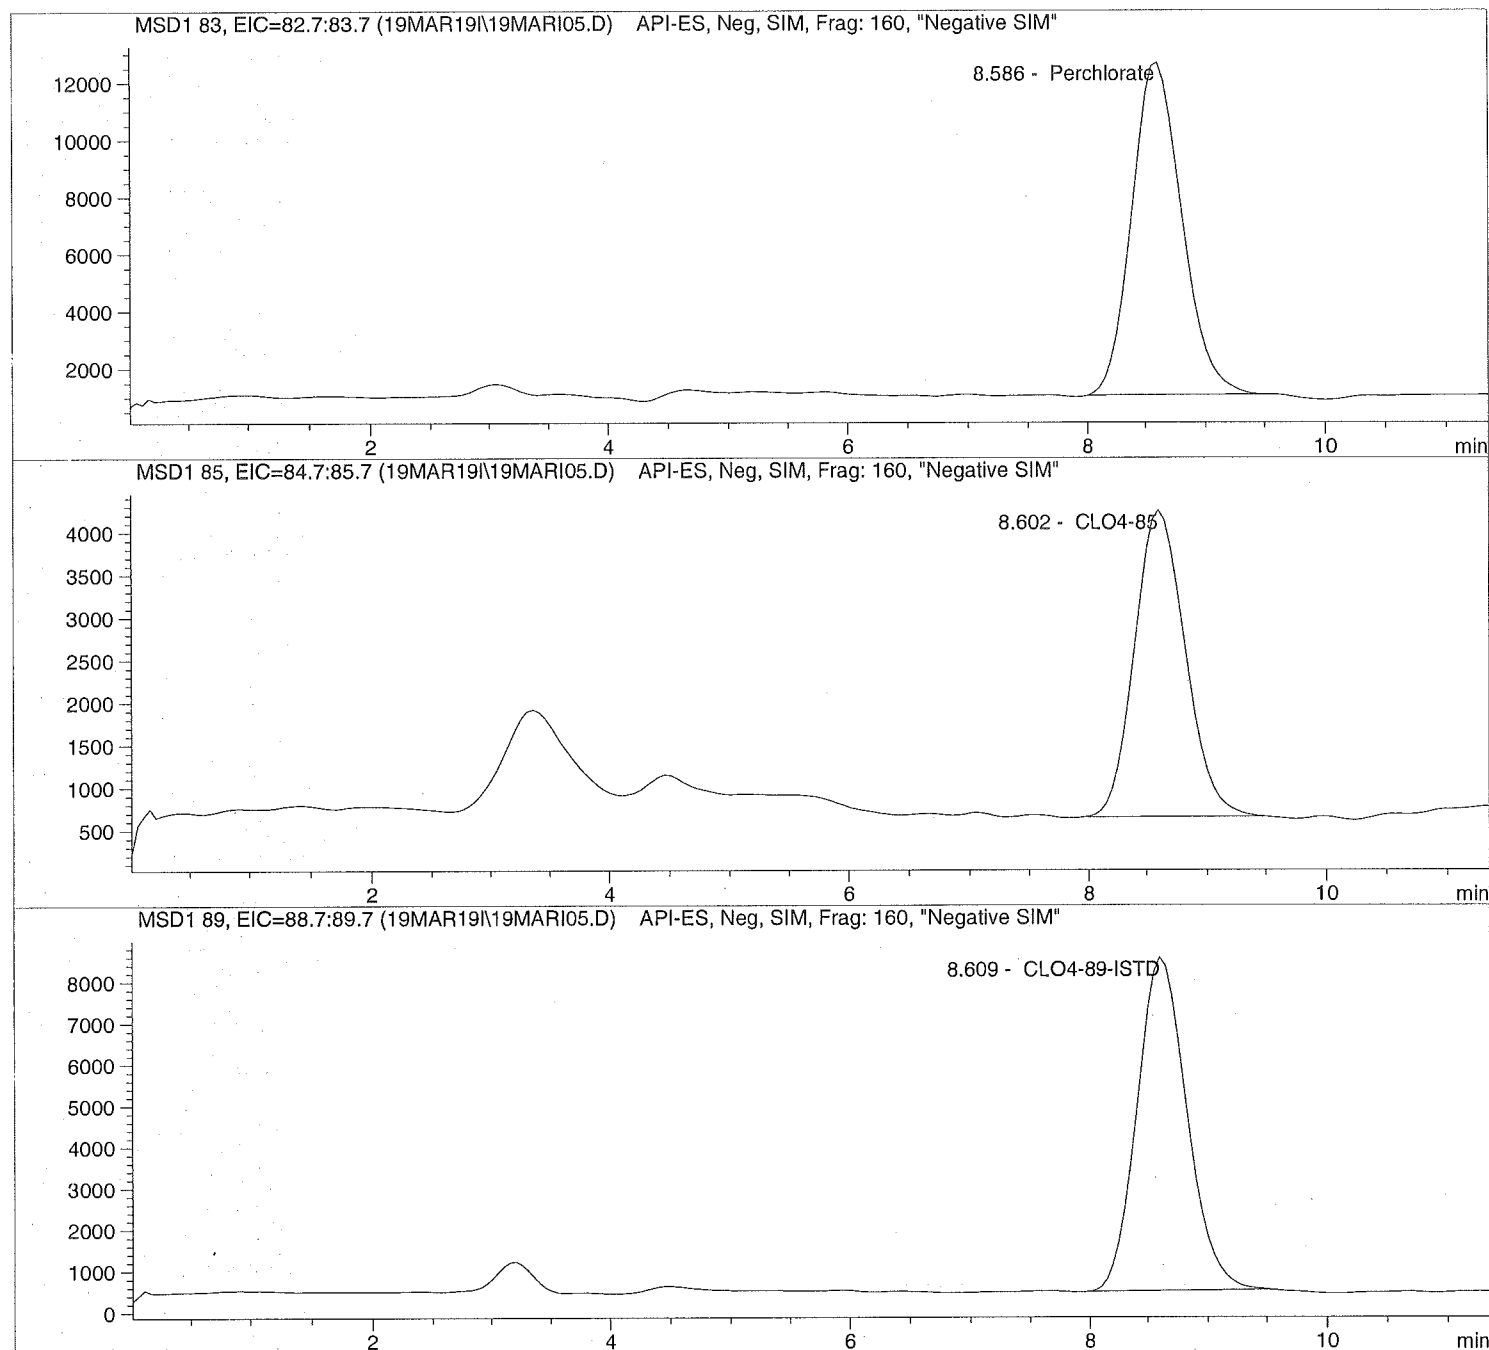 MSD1 83, EIC=82.7:83.7 (19MAR19I\19MARI05.D) API-ES, Neg, SIM, Frag: 160, "Negative SIM"
8.586 - Perchlorate
12000
10000
8000
6000
4000
2000
2 4 6 8 10 min
MSD1 85, EIC=84.7:85.7 (19MAR19I\19MARI05.D) API-ES, Neg, SIM, Frag: 160, "Negative SIM"
8.602 - CLO4-85
4000
3500
3000
2500
2000
1500
1000
500
2 4 6 8 10 min
MSD1 89, EIC=88.7:89.7 (19MAR19I\19MARI05.D) API-ES, Neg, SIM, Frag: 160, "Negative SIM"
8.609 - CLO4-89-ISTD
8000
7000
6000
5000
4000
3000
2000
1000
0
2 4 6 8 10 min